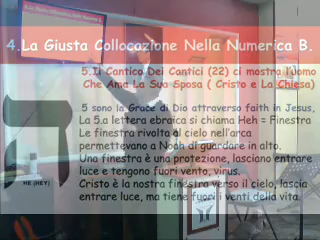 4.La Giusta Collocazione Nella Numerica B.
5.Il Cantico Dei Cantici (22) ci mostra l'uomo
Che Ama La Sua Sposa ( Cristo e La Chiesa)
5 sono la Grace di Dio attraverso faith in Jesus,
La 5.a lettera ebraica si chiama Heh = Finestra
Le finestra rivolta al cielo nell'arca
permettevano a Noah di guardare in alto.
Una finestra è una protezione, lasciano entrare
luce e tengono fuori vento, virus.
Cristo è la nostra finestra verso il cielo, lascia
entrare luce, ma tiene fuori i venti della vita.
ה
HE (HEY)